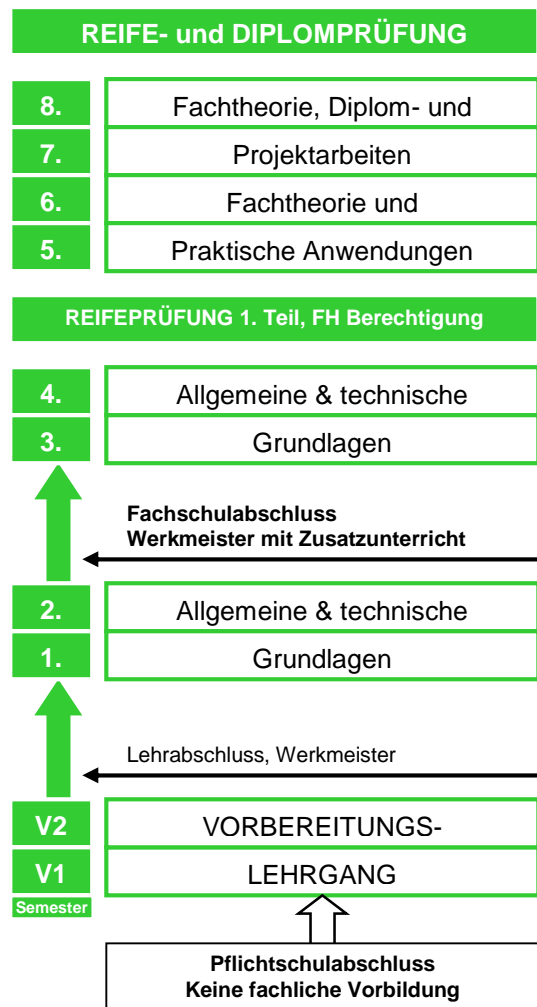 REIFE- und DIPLOMPRÜFUNG
8. Fachtheorie, Diplom- und
7. Projektarbeiten
6. Fachtheorie und
5. Praktische Anwendungen
REIFEPRÜFUNG 1. Teil, FH Berechtigung
4. Allgemeine & technische
3. Grundlagen
Fachschulabschluss
Werkmeister mit Zusatzunterricht
2. Allgemeine & technische
1. Grundlagen
Lehrabschluss, Werkmeister
V2 VORBEREITUNGS-
V1 LEHRGANG
Semester
Pflichtschulabschluss
Keine fachliche Vorbildung